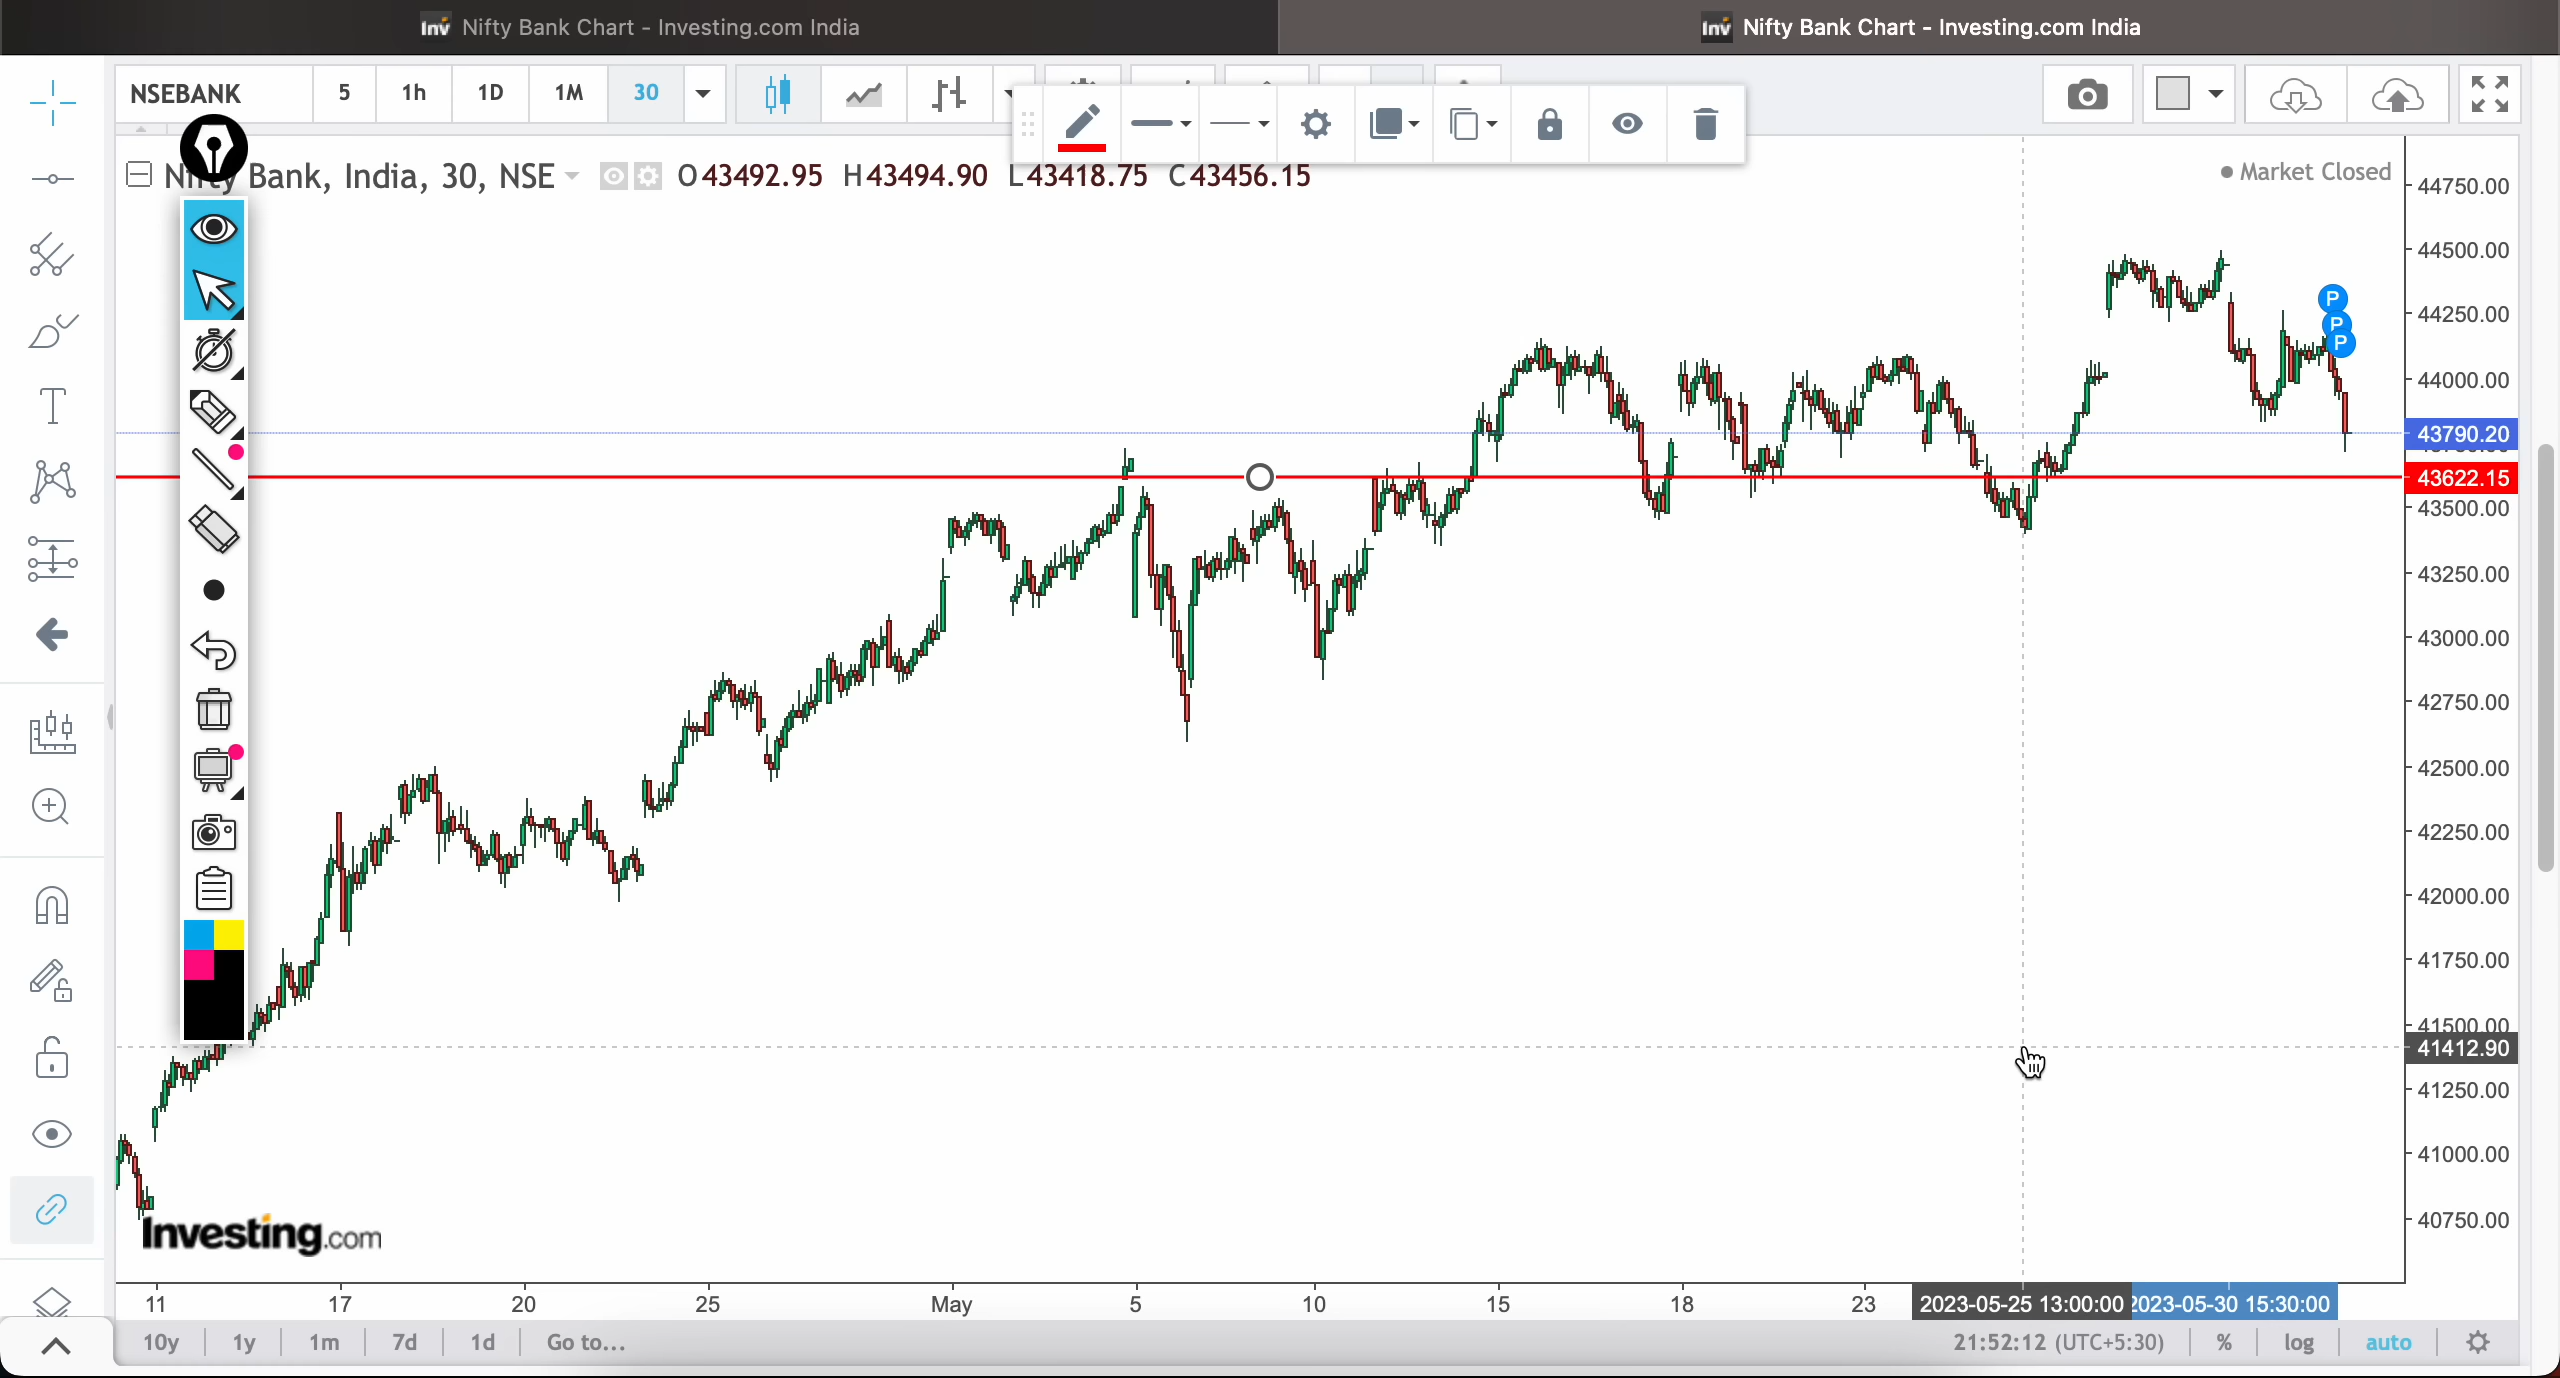 Inv Nifty Bank Chart - Investing.com India
Inv Nifty Bank Chart - Investing.com India
NSEBANK 5 1h 1D 1M 30
Nifty Bank, India, 30, NSE O43492.95 H43494.90 L43418.75 C43456.15
Market Closed
44750.00
44500.00
P
44250.00
P
P
44000.00
43790.20
43622.15
43500.00
43250.00
43000.00
42750.00
42500.00
42250.00
42000.00
41750.00
41500.00
41412.90
41250.00
41000.00
40750.00
Investing.com
11 17 20 25 May 5 10 15 18 23 2023-05-25 13:00:00 2023-05-30 15:30:00
10y 1y 1m 7d 1d Go to... 21:52:12 (UTC+5:30) % log auto